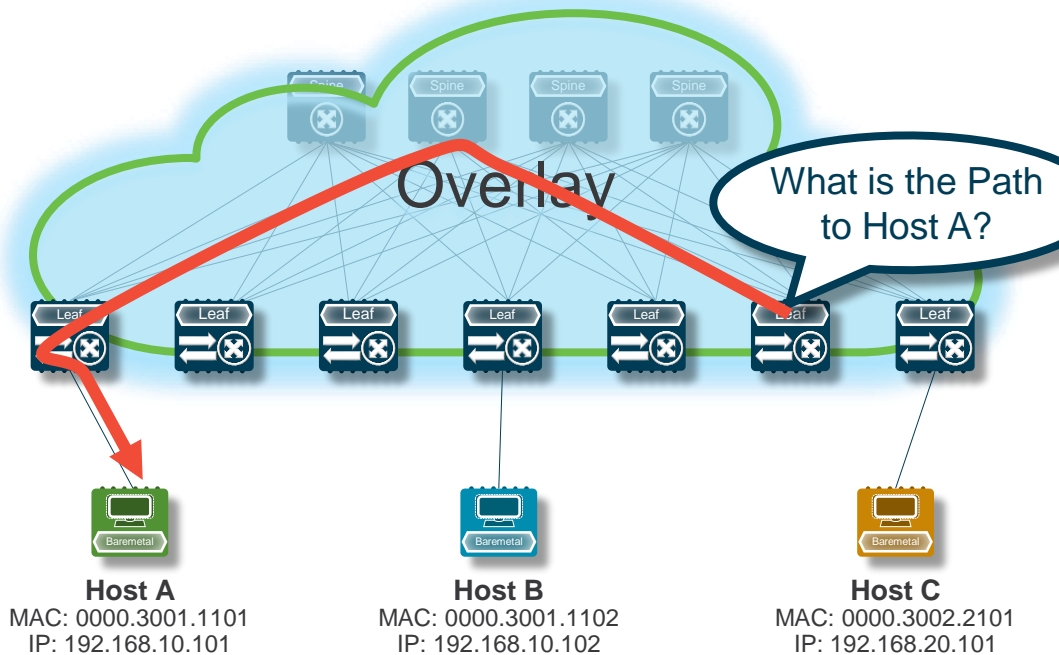 Spine
Spine
Spine
Spine
Overlay
What is the Path
to Host A?
Leaf
Leaf
Leaf
Leaf
Leaf
Leaf
Leaf
Baremetal
Baremetal
Baremetal
Host A
MAC: 0000.3001.1101
IP: 192.168.10.101
Host B
MAC: 0000.3001.1102
IP: 192.168.10.102
Host C
MAC: 0000.3002.2101
IP: 192.168.20.101